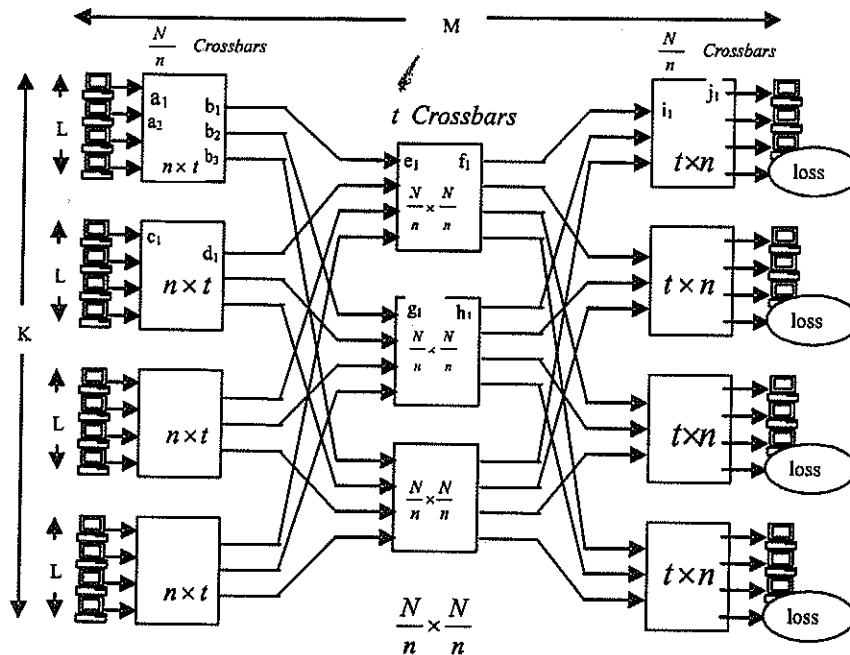 M
N/n Crossbars
N/n Crossbars
t Crossbars
K
L
a1
a2
b1
b2
b3
n × t
e1
f1
N/n × N/n
i1
j1
t×n
loss
L
c1
d1
n × t
g1
h1
N/n × N/n
t × n
loss
L
n × t
N/n × N/n
t×n
loss
L
n × t
t×n
loss
N/n × N/n